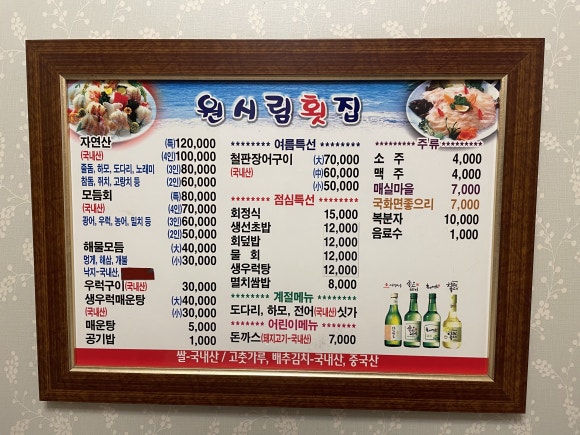 원시림횟집
자연산 (특)120,000
(국내산) (4인)100,000
줄돔, 하모, 도다리, 노래미 (3인)80,000
참돔, 쥐치, 고랑치 등 (2인)60,000
모듬회 (특)80,000
(국내산) (4인)70,000
광어, 우럭, 농어, 밀치 등 (3인)60,000
(2인)50,000
해물모듬 (大)40,000
멍게, 해삼, 개불 (小)30,000
낙지-국내산,
우럭구이(국내산) 30,000
생우럭매운탕 (大)40,000
(국내산) (小)30,000
매운탕 5,000
공기밥 1,000
******** 여름특선 ********
철판장어구이 (大)70,000
(국내산) (中)60,000
(小)50,000
******* 점심특선 *******
회정식 15,000
생선초밥 12,000
회덮밥 12,000
물 회 12,000
생우럭탕 12,000
멸치쌈밥 8,000
******* 계절메뉴 *******
도다리, 하모, 전어(국내산)싯가
******* 어린이메뉴 *******
돈까스(돼지고기-국내산) 7,000
********* 주류 *********
소 주 4,000
맥 주 4,000
매실마을 7,000
국화면좋으리 7,000
복분자 10,000
음료수 1,000
쌀-국내산 / 고춧가루, 배추김치-국내산, 중국산